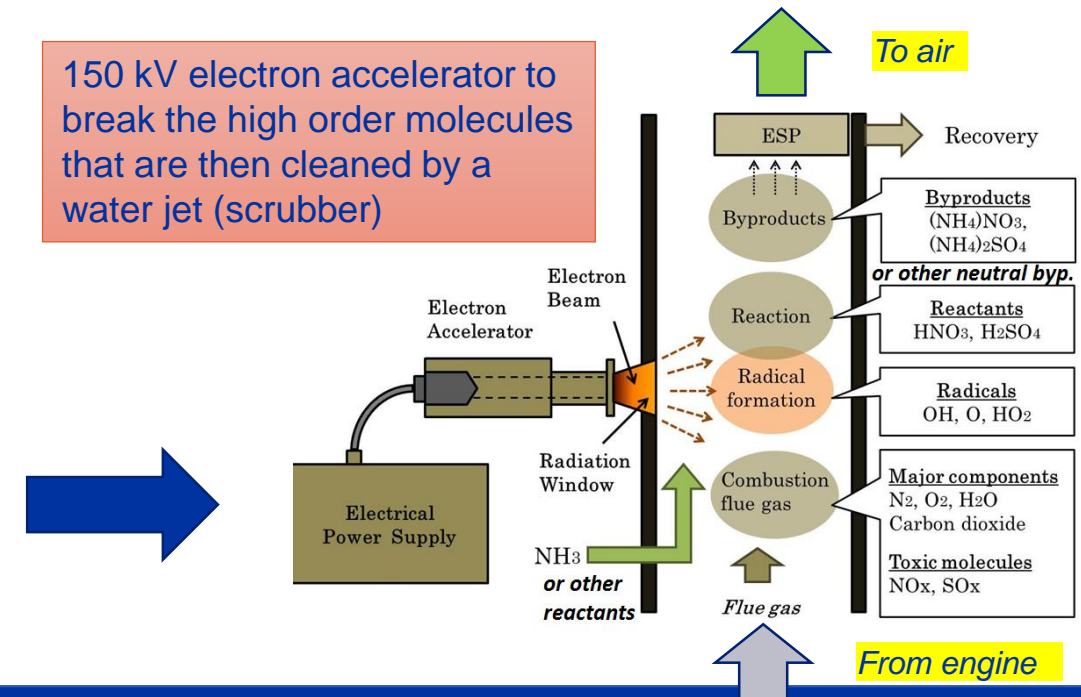 150 kV electron accelerator to
break the high order molecules
that are then cleaned by a
water jet (scrubber)
To air
ESP
Recovery
Byproducts
Byproducts
(NH4)NO3,
(NH4)2SO4
or other neutral byp.
Electron
Beam
Electron
Accelerator
Reaction
Reactants
HNO3, H2SO4
Radical
formation
Radicals
OH, O, HO2
Radiation
Window
Combustion
flue gas
Major components
N2, O2, H2O
Carbon dioxide
Toxic molecules
NOx, SOx
Electrical
Power Supply
NH3
or other
reactants
Flue gas
From engine